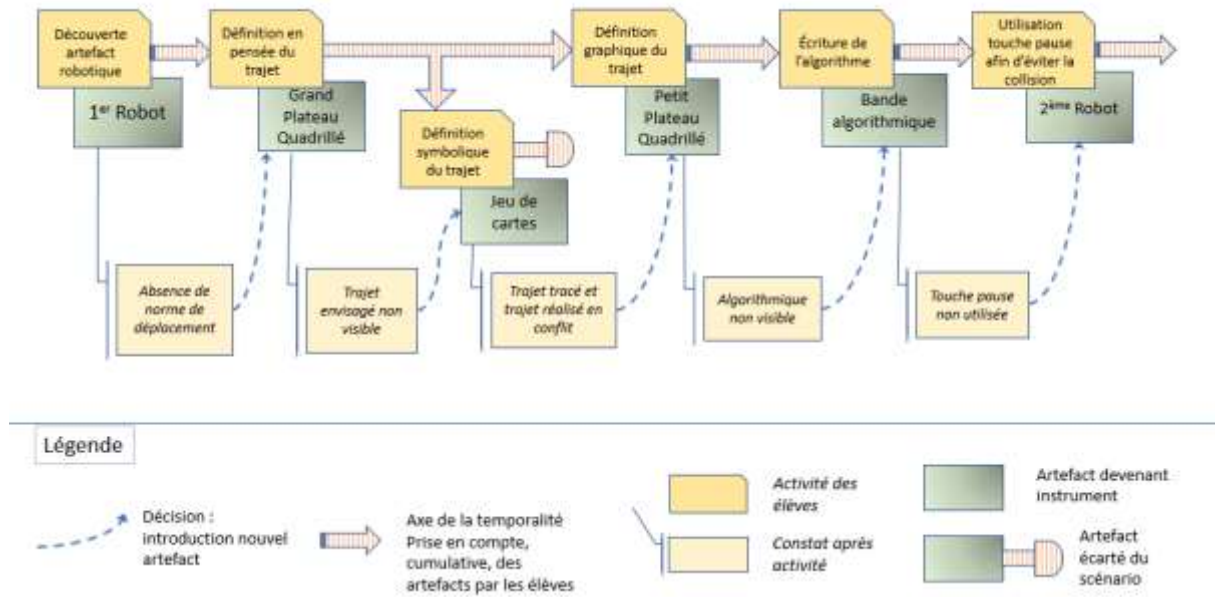 Découverte
artefact
robotique
1er Robot
Définition en
pensée du
trajet
Grand
Plateau
Quadrillé
Définition
symbolique
du trajet
Jeu de
cartes
Définition
graphique du
trajet
Petit
Plateau
Quadrillé
Écriture de
l'algorithme
Bande
algorithmique
Utilisation
touche pause
afin d'éviter la
collision
2ème Robot
Absence de
norme de
déplacement
Trajet
envisagé non
visible
Trajet tracé et
trajet réalisé en
conflit
Algorithmique
non visible
Touche pause
non utilisée
Légende
Décision :
introduction nouvel
artefact
Axe de la temporalité
Prise en compte,
cumulative, des
artefacts par les élèves
Activité des
élèves
Constat après
activité
Artefact devenant
instrument
Artefact
écarté du
scénario